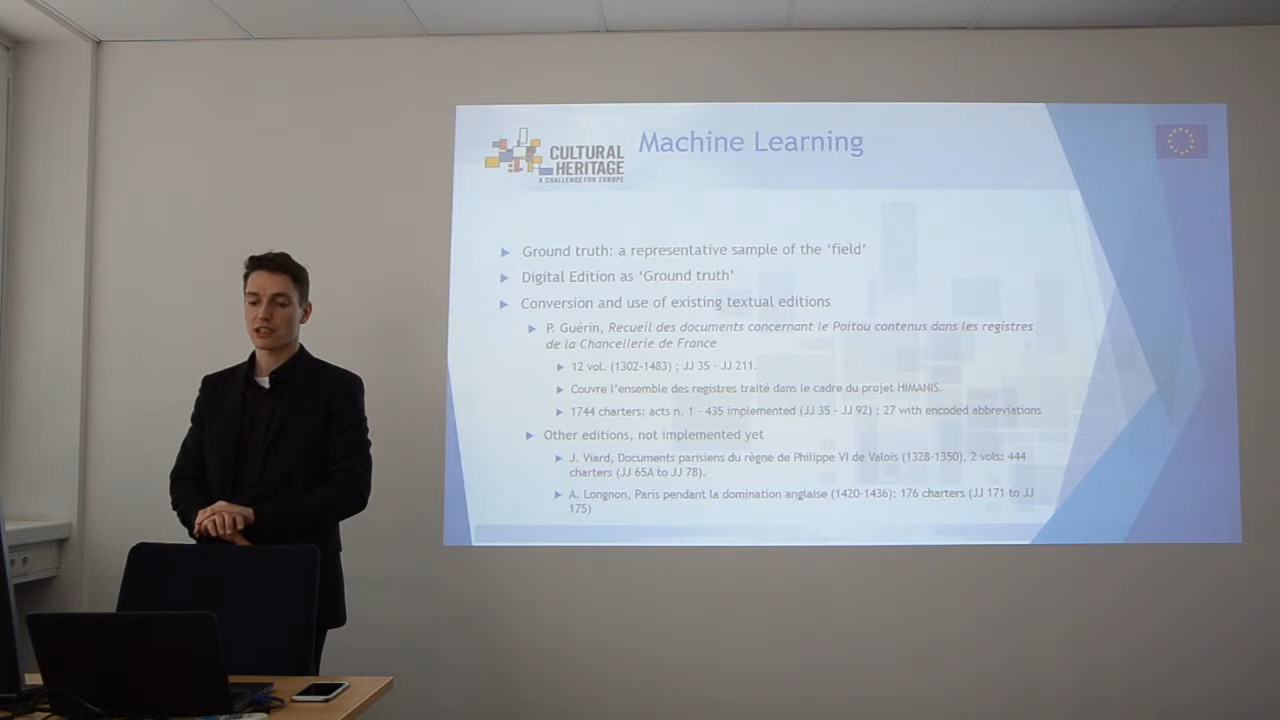 CULTURAL
HERITAGE
A CHALLENGE FOR EUROPE
Machine Learning
Ground truth: a representative sample of the ‘field’
Digital Edition as ‘Ground truth’
Conversion and use of existing textual editions
P. Guérin, Recueil des documents concernant le Poitou contenus dans les registres
de la Chancellerie de France
12 vol. (1302-1483) ; JJ 35 - JJ 211.
Couvre l’ensemble des registres traité dans le cadre du projet HIMANIS.
1744 charters; acts n. 1 - 435 implemented (JJ 35 - JJ 92) ; 27 with encoded abbreviations
Other editions, not implemented yet
J. Viard, Documents parisiens du règne de Philippe VI de Valois (1328-1350), 2 vols: 444
charters (JJ 65A to JJ 78).
A. Longnon, Paris pendant la domination anglaise (1420-1436): 176 charters (JJ 171 to JJ
175)